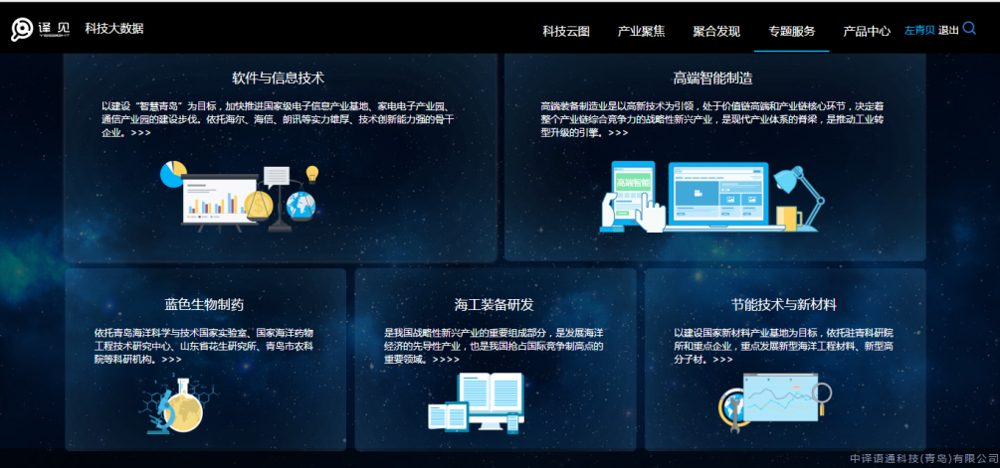 译见
YEESIGHT
科技大数据
科技云图 产业聚焦 聚合发现 专题服务 产品中心 左青贝 退出
软件与信息技术
以建设“智慧青岛”为目标，加快推进国家级电子信息产业基地、家电电子产业园、
通信产业园的建设步伐。依托海尔、海信、朗讯等实力雄厚、技术创新能力强的骨干
企业。>>>
高端智能制造
高端装备制造业是以高新技术为引领，处于价值链高端和产业链核心环节，决定着
整个产业链综合竞争力的战略性新兴产业，是现代产业体系的脊梁，是推动工业转
型升级的引擎。>>>
高端智能
蓝色生物制药
依托青岛海洋科学与技术国家实验室、国家海洋药物
工程技术研究中心、山东省花生研究所、青岛市农科
院等科研机构。>>>
海工装备研发
是我国战略性新兴产业的重要组成部分，是发展海洋
经济的先导性产业，也是我国抢占国际竞争制高点的
重要领域。>>>>
节能技术与新材料
以建设国家新材料产业基地为目标，依托驻青科研院
所和重点企业，重点发展新型海洋工程材料、新型高
分子材。>>>
中译语通科技(青岛)有限公司